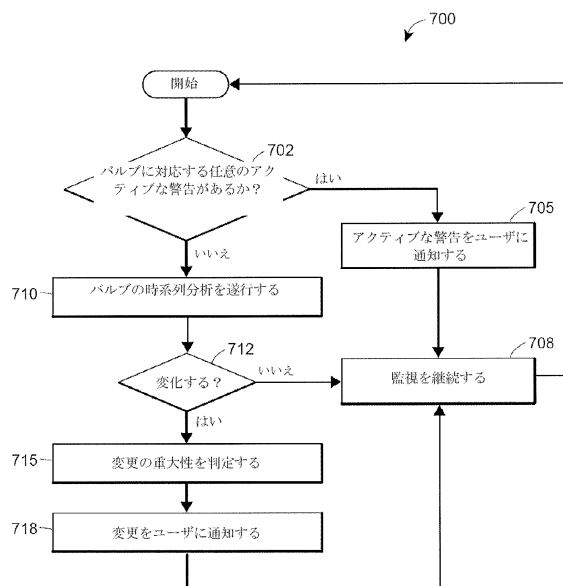 700
開始
702
バルブに対応する任意のアク
ティブな警告があるか？
はい
いいえ
705
アクティブな警告をユーザに
通知する
710
バルブの時系列分析を遂行する
712
変化する？
いいえ
はい
708
監視を継続する
715
変更の重大性を判定する
718
変更をユーザに通知する